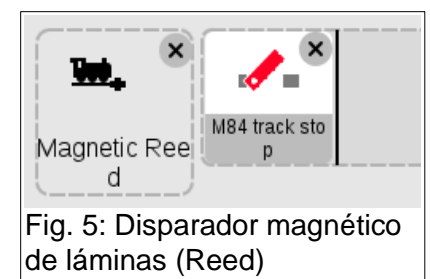 Magnetic Ree
d
M84 track sto
p
Fig. 5: Disparador magnético
de láminas (Reed)